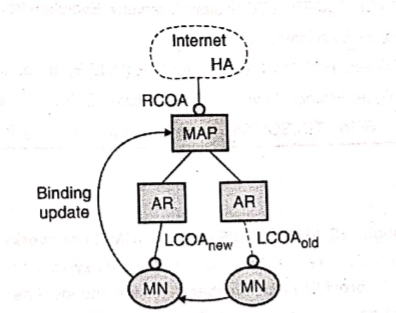 Internet
HA
RCOA
MAP
AR
AR
Binding
update
LCOAnew
LCOAold
MN
MN